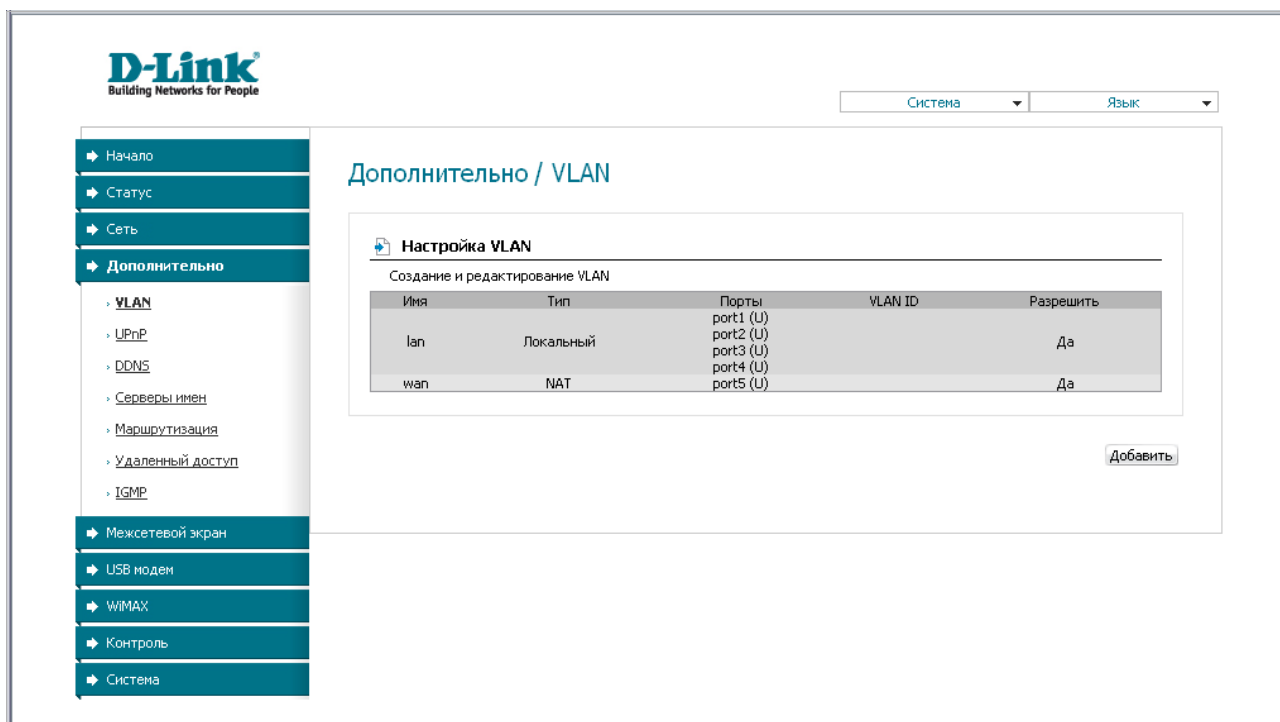 D-Link
Building Networks for People
Система
Язык
Начало
Статус
Сеть
Дополнительно
VLAN
UPnP
DDNS
Серверы имен
Маршрутизация
Удаленный доступ
IGMP
Межсетевой экран
USB модем
WiMAX
Контроль
Система
Дополнительно / VLAN
Настройка VLAN
Создание и редактирование VLAN
Имя Тип Порты VLAN ID Разрешить
port1 (U)
port2 (U)
lan Локальный Да
port3 (U)
port4 (U)
wan NAT port5 (U) Да
Добавить